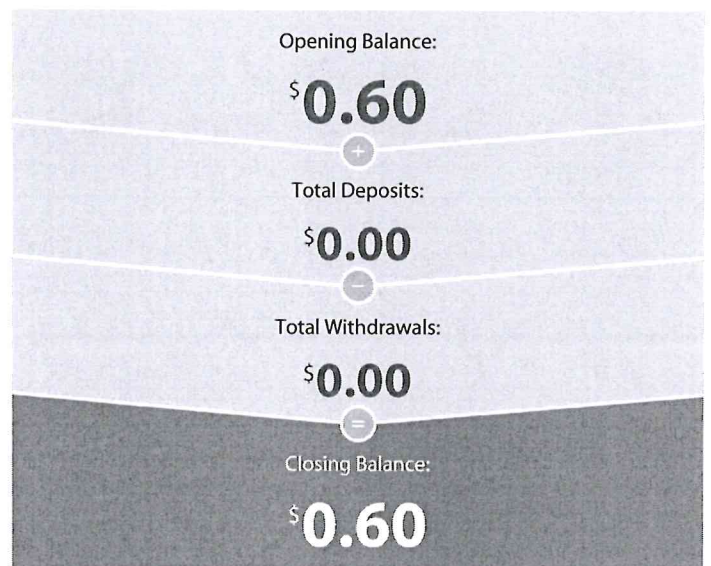 Opening Balance:
$0.60
+
Total Deposits:
$0.00
−
Total Withdrawals:
$0.00
=
Closing Balance:
$0.60